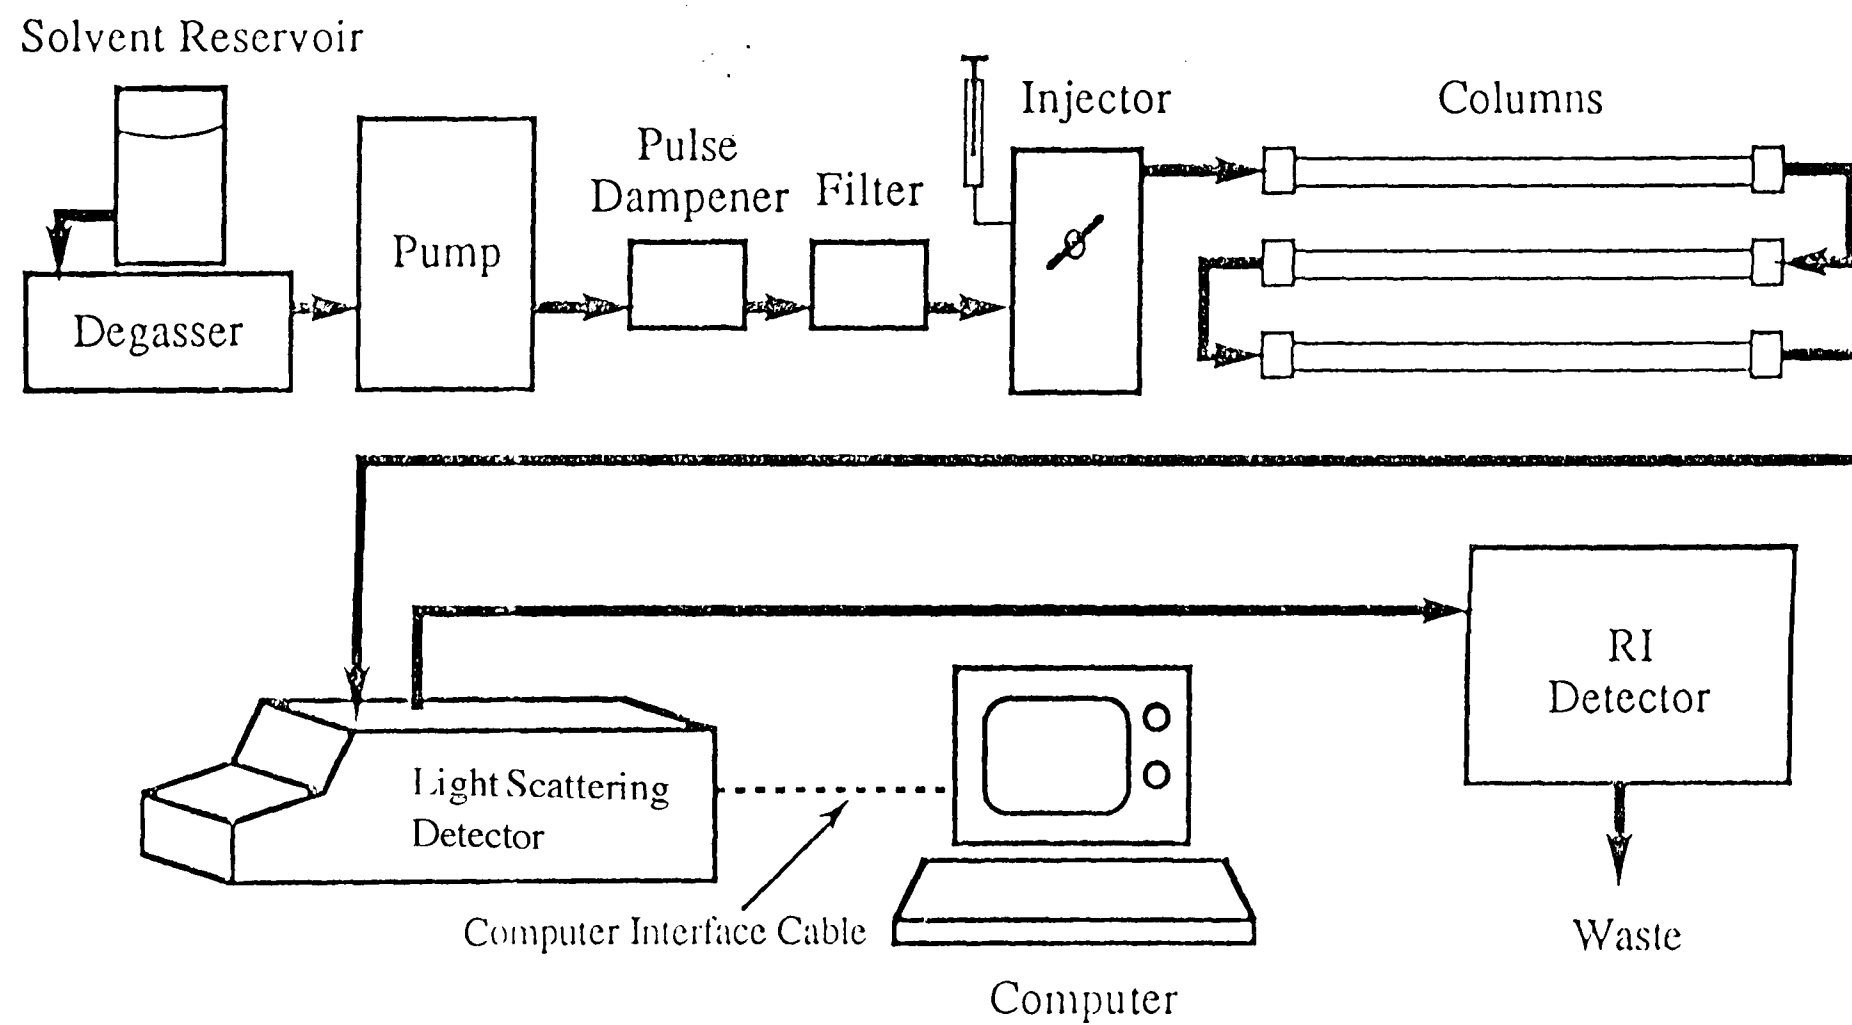 Solvent Reservoir
Injector
Columns
Pulse
Dampener
Filter
Pump
Degasser
RI
Detector
Light Scattering
Detector
Computer Interface Cable
Waste
Computer